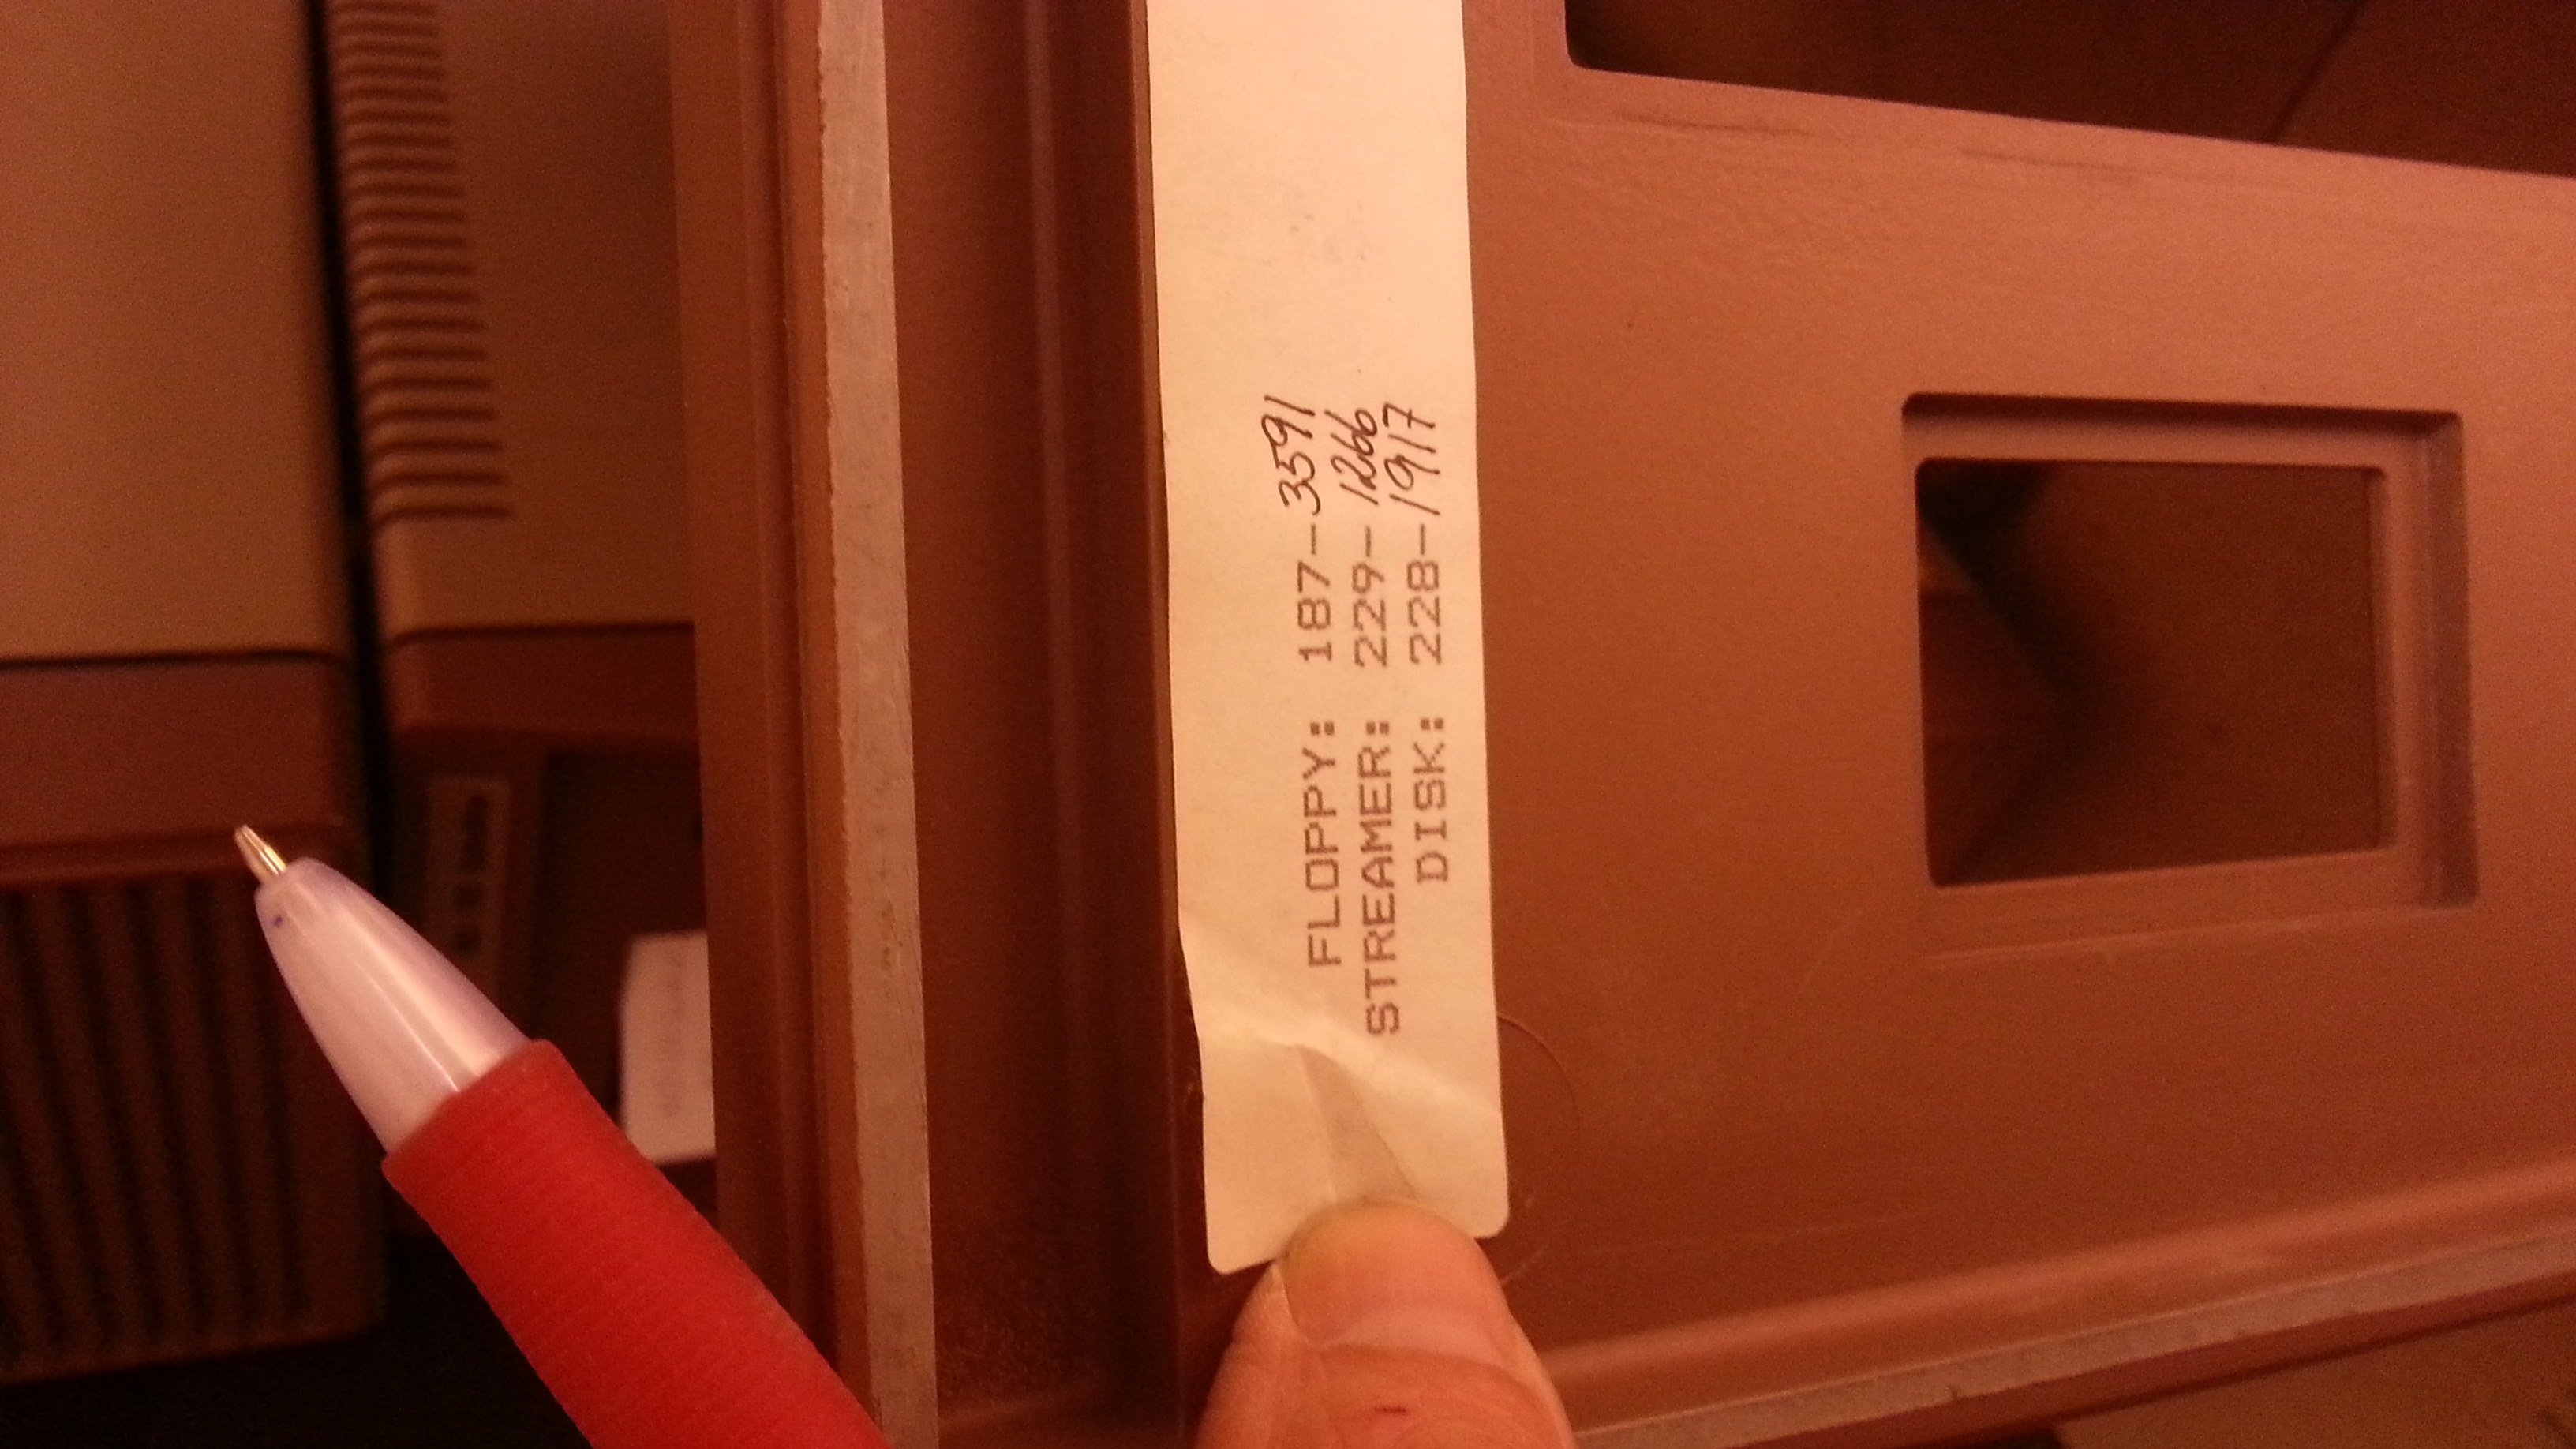 FLOPPY: 187-3591
STREAMER: 229-1266
DISK: 228-1917